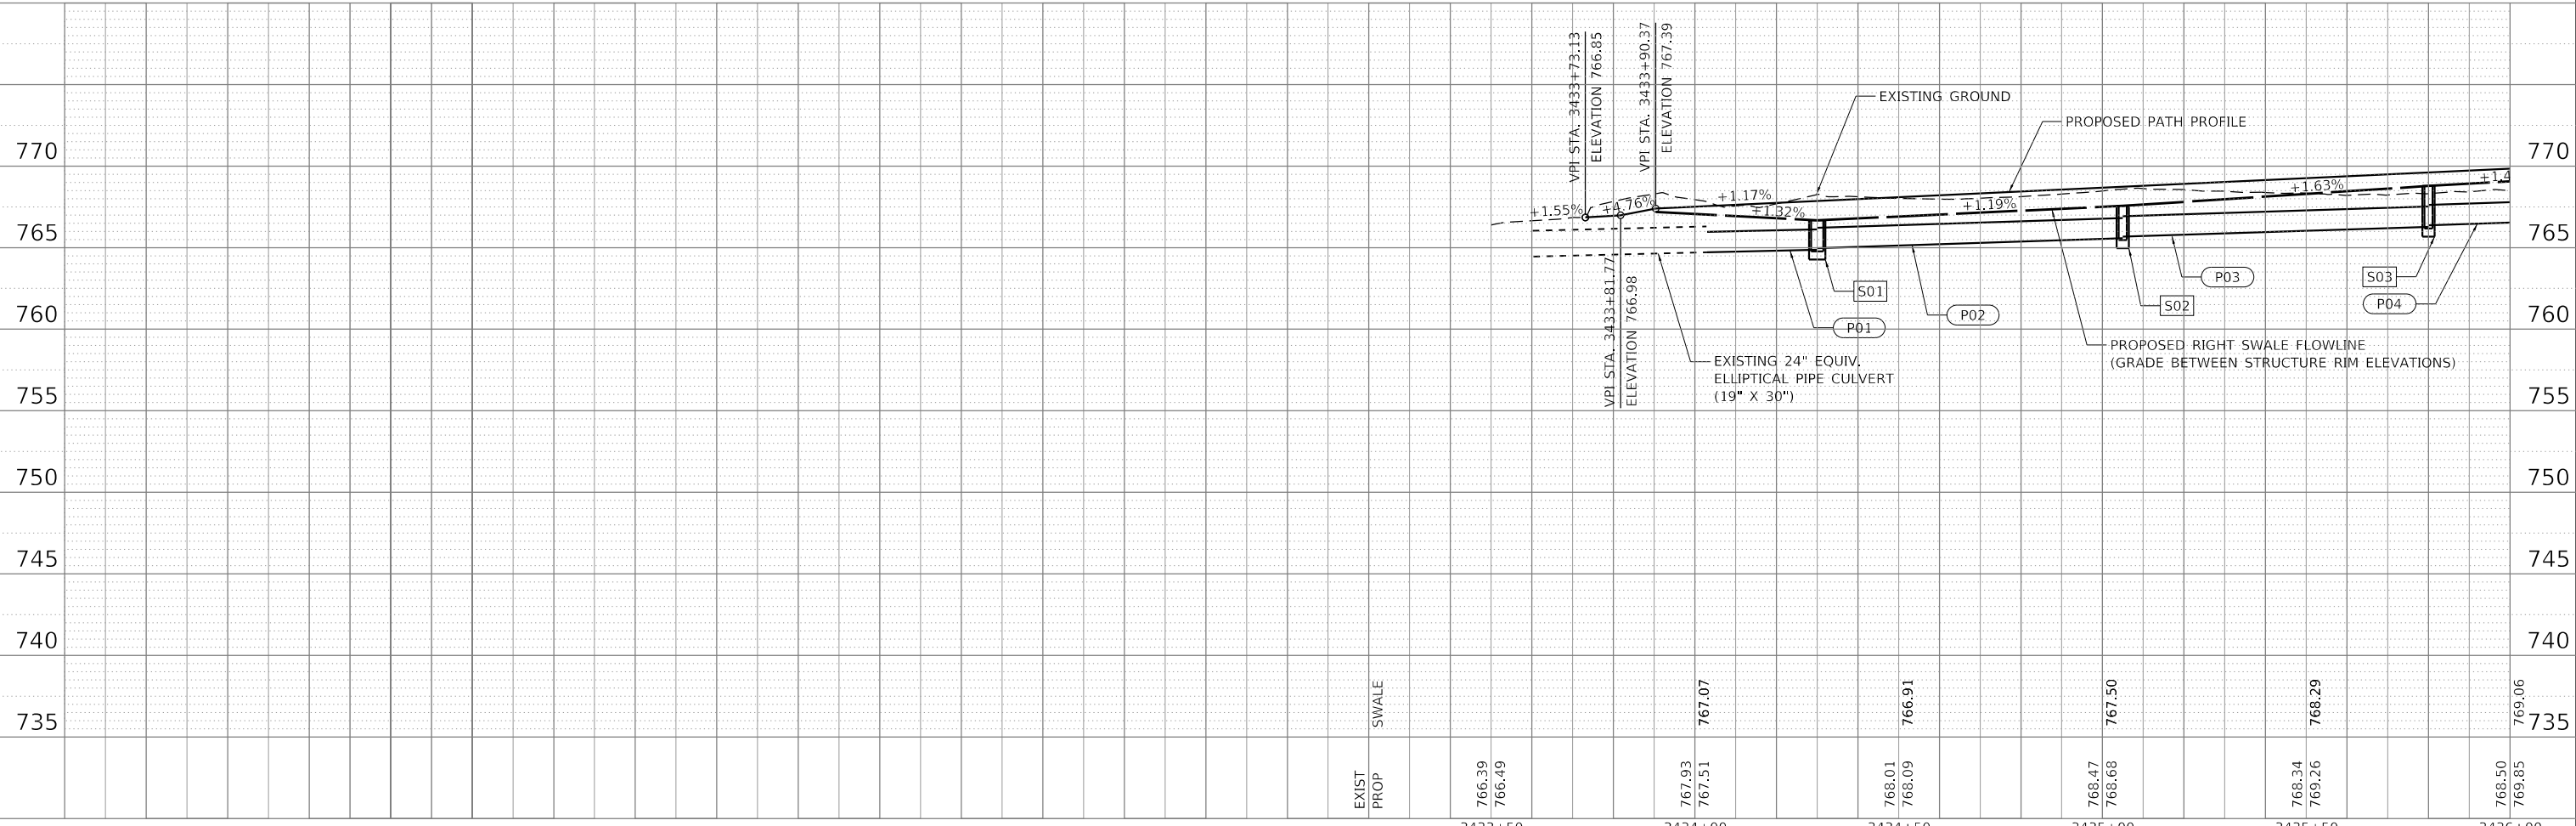 VPI STA. 3433+73.13
ELEVATION 766.85
VPI STA. 3433+90.37
ELEVATION 767.39
EXISTING GROUND
PROPOSED PATH PROFILE
770
770
+1.55%
+4.76%
+1.17%
+1.32%
+1.19%
+1.63%
+1.4
765
765
VPI STA. 3433+81.77
ELEVATION 766.98
S01
P01
P02
S02
P03
S03
P04
760
760
EXISTING 24" EQUIV.
ELLIPTICAL PIPE CULVERT
(19" X 30")
PROPOSED RIGHT SWALE FLOWLINE
(GRADE BETWEEN STRUCTURE RIM ELEVATIONS)
755
755
750
750
745
745
740
740
735
SWALE
767.07
766.91
767.50
768.29
769.06
735
EXIST
PROP
766.39
766.49
767.93
767.51
768.01
768.09
768.47
768.68
768.34
769.26
768.50
769.85